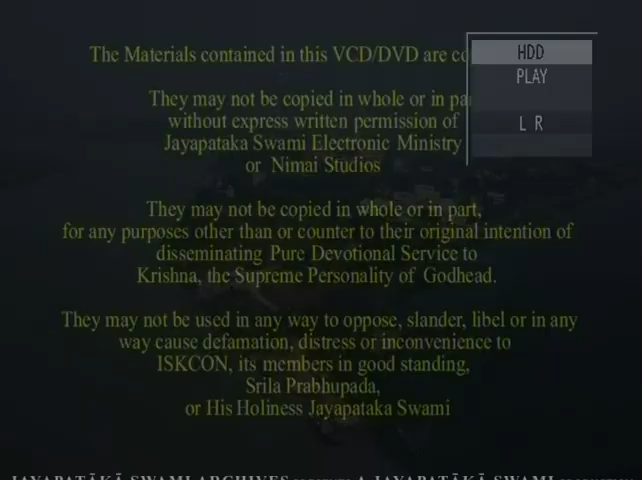 The Materials contained in this VCD/DVD are co
HDD
PLAY
They may not be copied in whole or in pa
without express written permission of
L R
Jayapataka Swami Electronic Ministry
or Nimai Studios
They may not be copied in whole or in part,
for any purposes other than or counter to their original intention of
disseminating Pure Devotional Service to
Krishna, the Supreme Personality of Godhead.
They may not be used in any way to oppose, slander, libel or in any
way cause defamation, distress or inconvenience to
ISKCON, its members in good standing,
Srila Prabhupada,
or His Holiness Jayapataka Swami
JAYAPATĀKĀ SWAMI ARCHIVES
A JAYAPATĀKĀ SWAMI